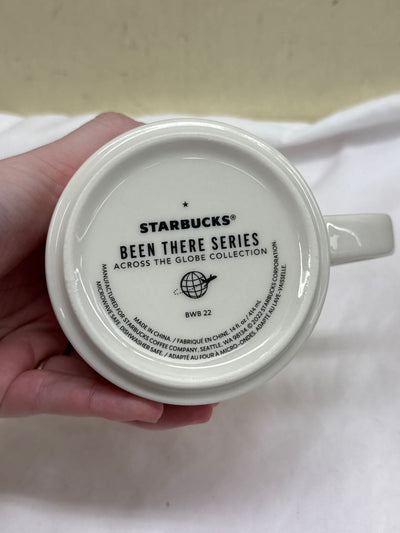 STARBUCKS®
BEEN THERE SERIES
ACROSS THE GLOBE COLLECTION
BWB 22
MADE IN CHINA. / FABRIQUÉ EN CHINE. 14 fl. oz / 414 mL
MANUFACTURED FOR STARBUCKS COFFEE COMPANY, SEATTLE, WA 98134 © 2022 STARBUCKS CORPORATION.
MICROWAVE SAFE. DISHWASHER SAFE. / ADAPTÉ AU FOUR À MICRO-ONDES. ADAPTÉ AU LAVE-VAISSELLE.